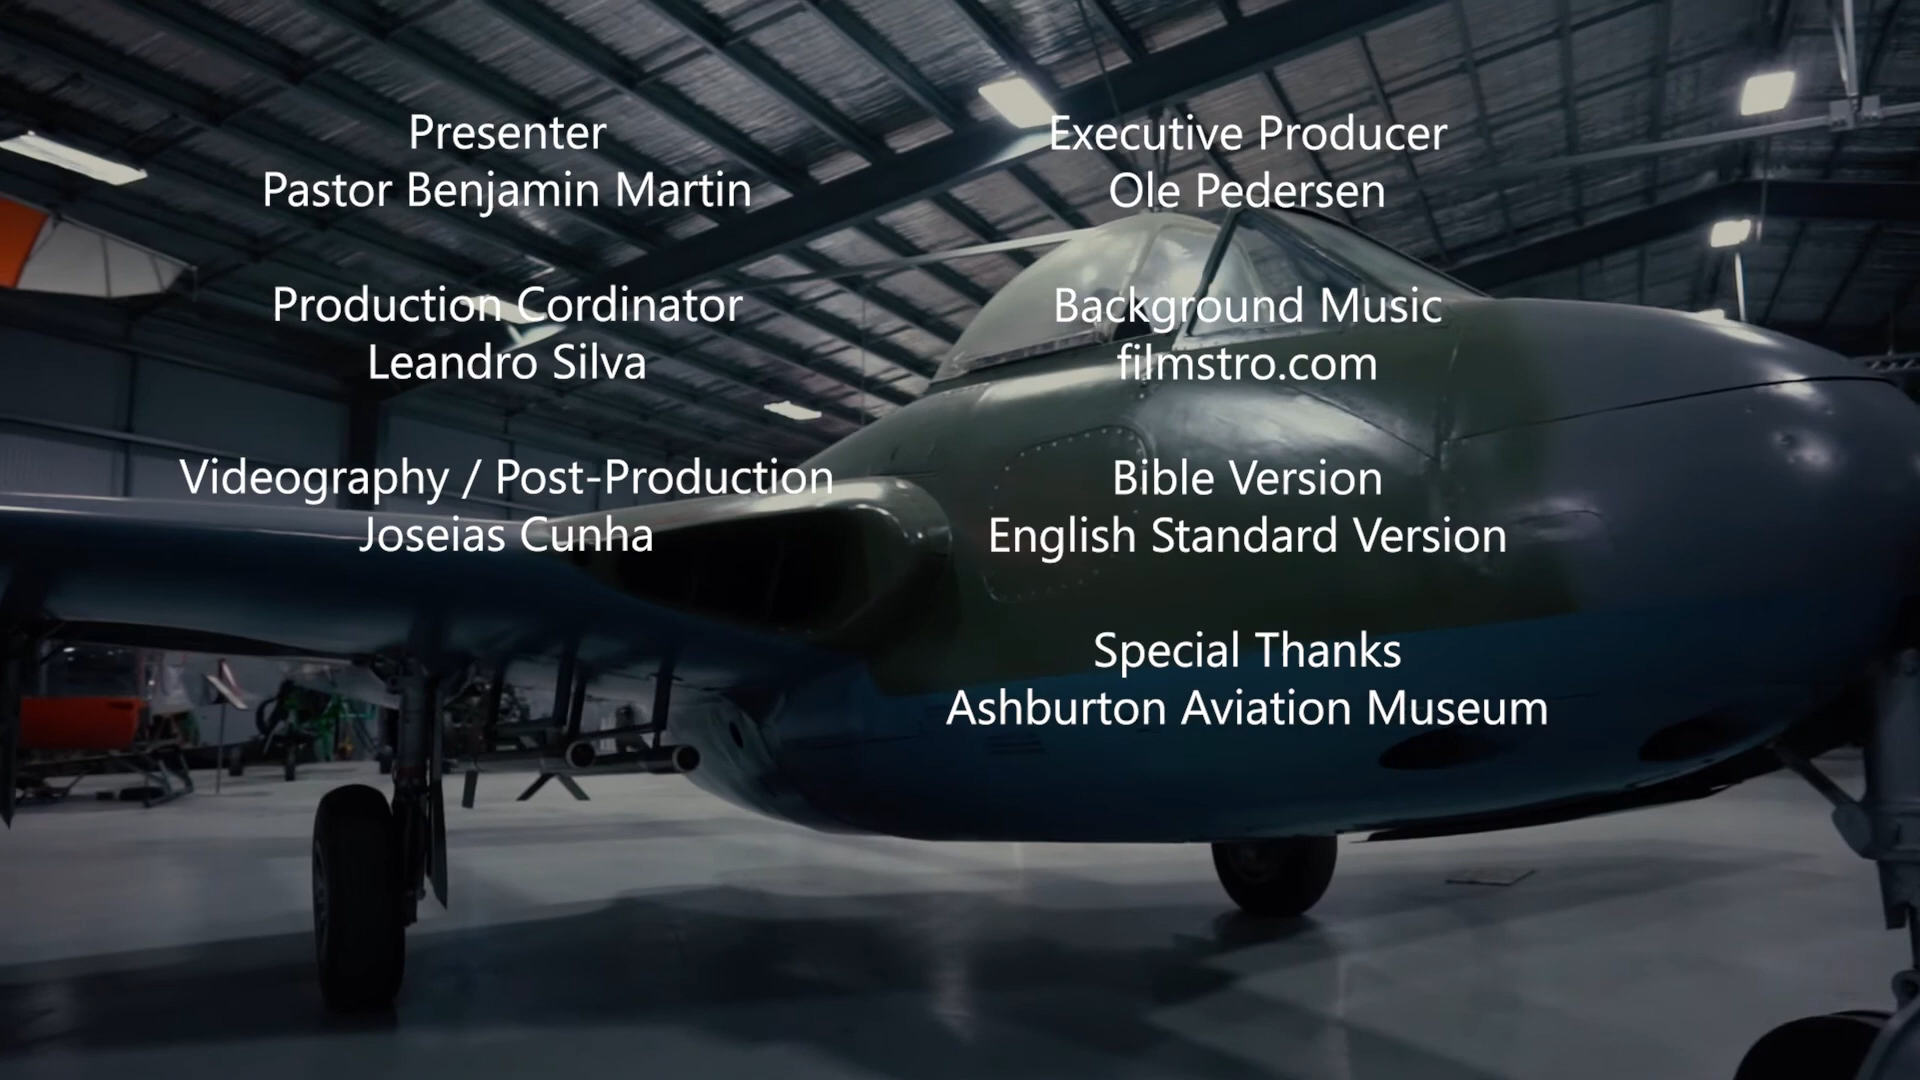 Presenter
Pastor Benjamin Martin
Production Cordinator
Leandro Silva
Videography / Post-Production
Joseias Cunha
Executive Producer
Ole Pedersen
Background Music
filmstro.com
Bible Version
English Standard Version
Special Thanks
Ashburton Aviation Museum